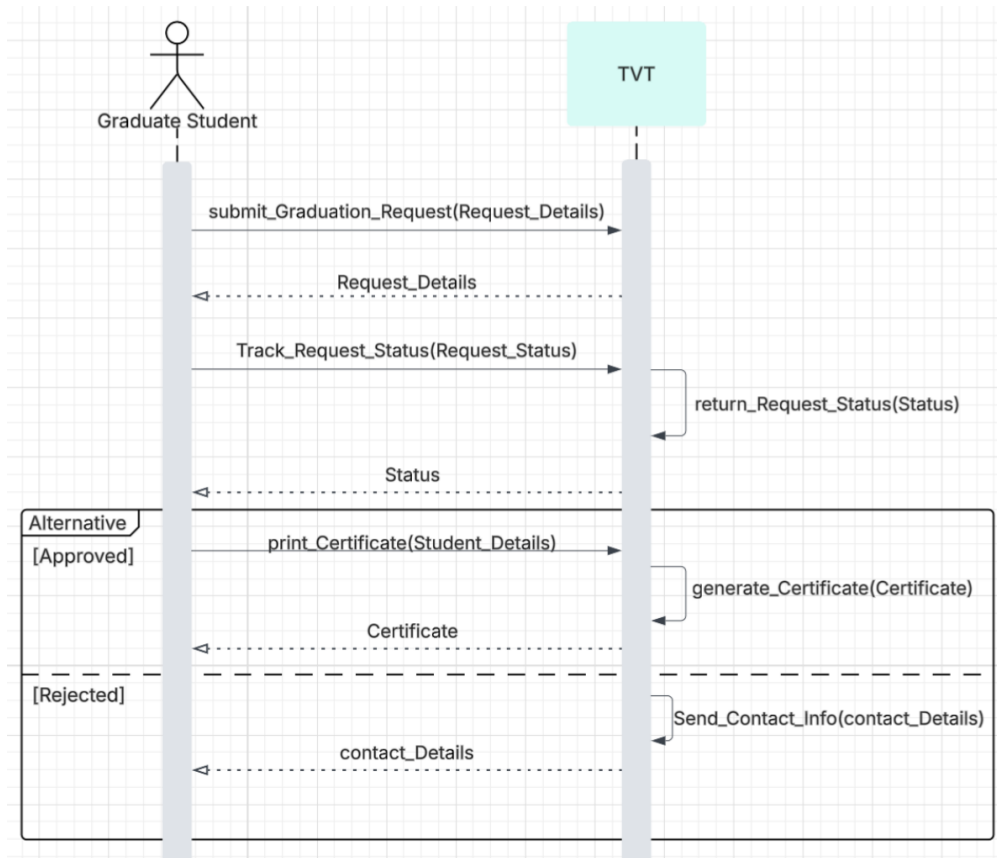 Graduate Student
TVT
submit_Graduation_Request(Request_Details)
Request_Details
Track_Request_Status(Request_Status)
return_Request_Status(Status)
Status
Alternative
[Approved]
print_Certificate(Student_Details)
generate_Certificate(Certificate)
Certificate
[Rejected]
Send_Contact_Info(contact_Details)
contact_Details